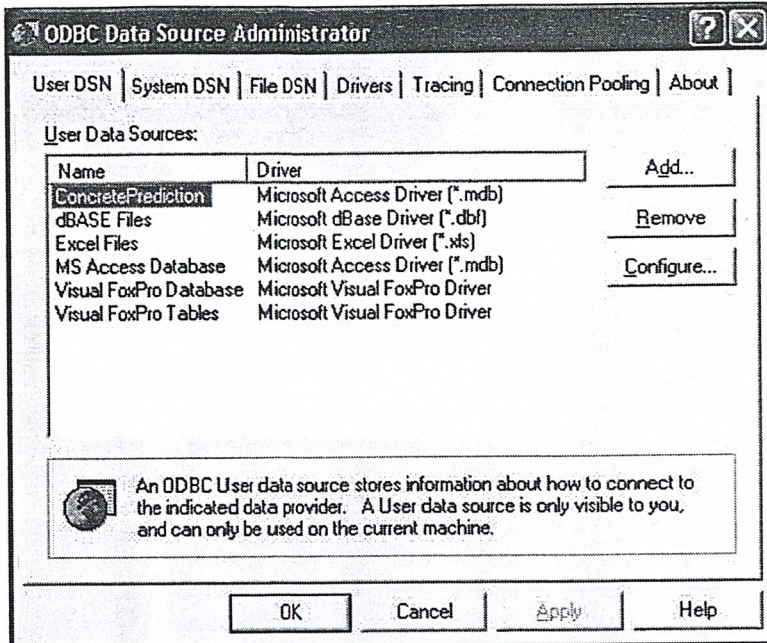 ODBC Data Source Administrator
User DSN System DSN File DSN Drivers Tracing Connection Pooling About
User Data Sources:
Name Driver
ConcretePrediction Microsoft Access Driver (*.mdb)
dBASE Files Microsoft dBase Driver (*.dbf)
Excel Files Microsoft Excel Driver (*.xls)
MS Access Database Microsoft Access Driver (*.mdb)
Visual FoxPro Database Microsoft Visual FoxPro Driver
Visual FoxPro Tables Microsoft Visual FoxPro Driver
Add...
Remove
Configure...
An ODBC User data source stores information about how to connect to
the indicated data provider. A User data source is only visible to you,
and can only be used on the current machine.
OK Cancel Apply Help